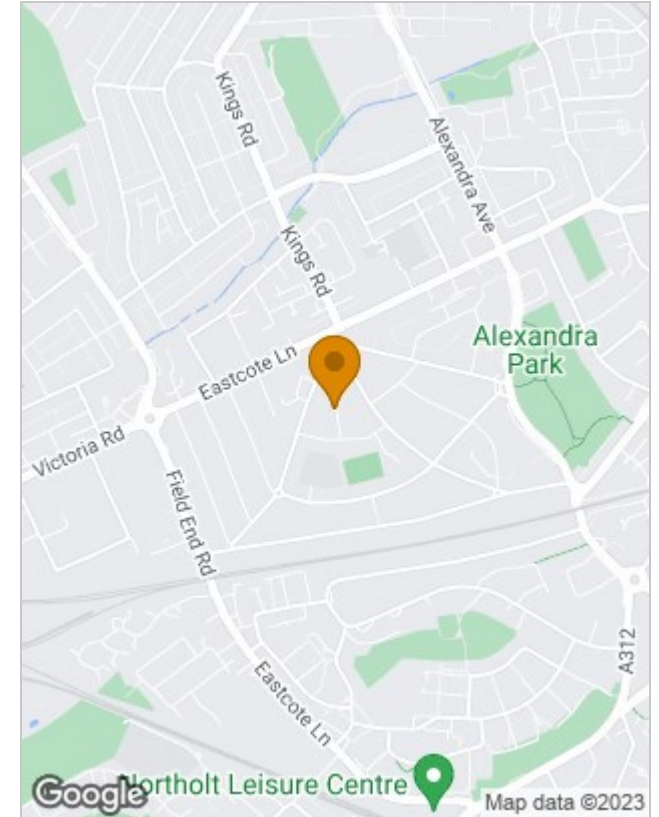 Kings Rd
Alexandra Ave
Kings Rd
Alexandra
Park
Eastcote Ln
Victoria Rd
Field End Rd
A312
Eastcote Ln
Northolt Leisure Centre
Google
Map data ©2023